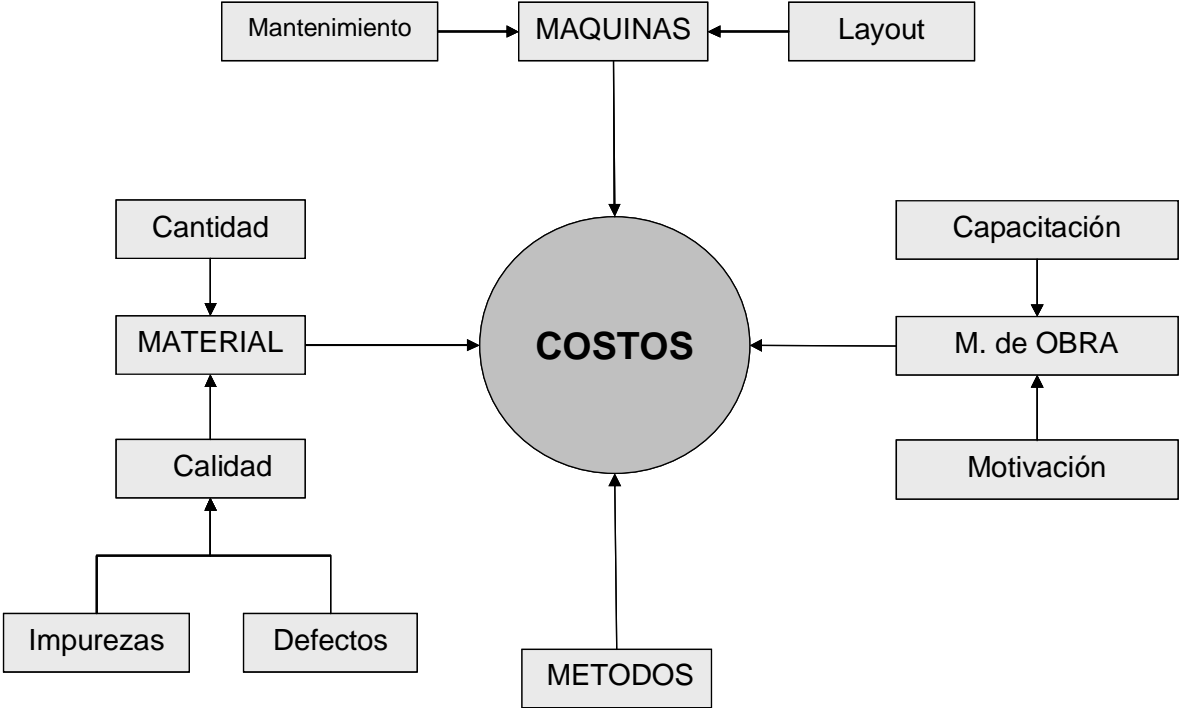 Mantenimiento
MAQUINAS
Layout
Cantidad
Capacitación
MATERIAL
COSTOS
M. de OBRA
Calidad
Motivación
Impurezas
Defectos
METODOS